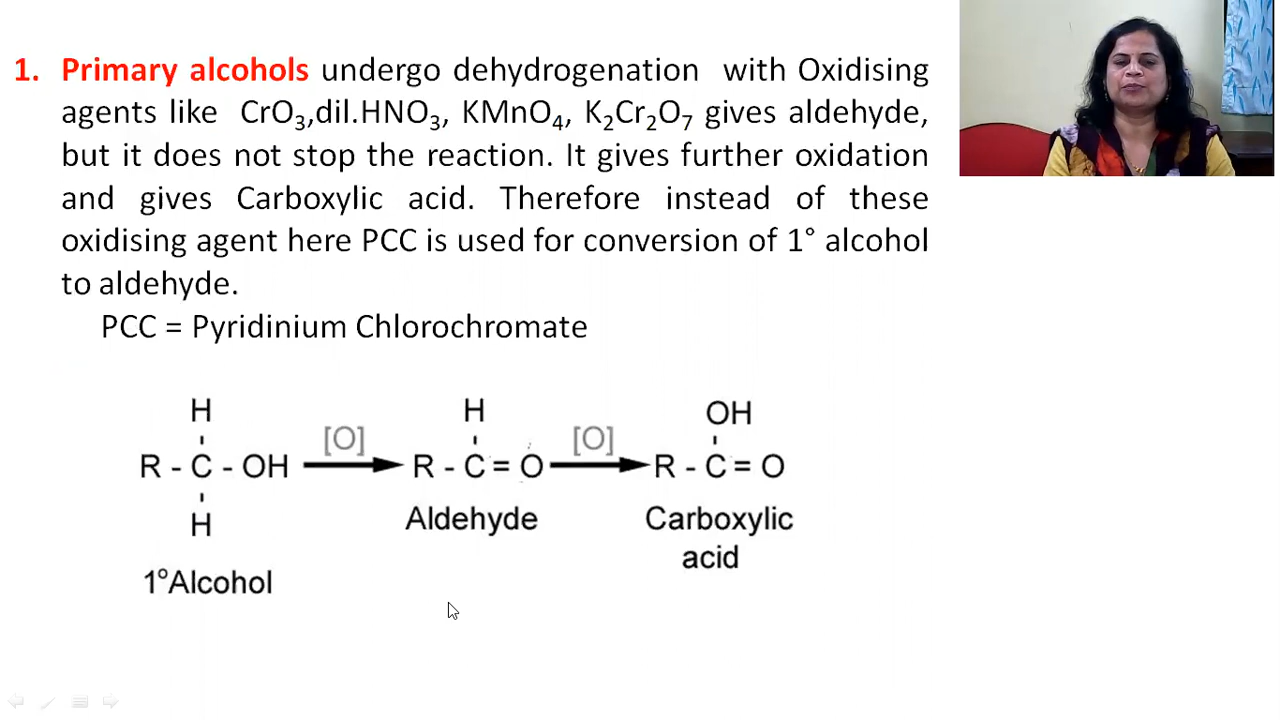 1. Primary alcohols undergo dehydrogenation with Oxidising
agents like CrO₃,dil.HNO₃, KMnO₄, K₂Cr₂O₇ gives aldehyde,
but it does not stop the reaction. It gives further oxidation
and gives Carboxylic acid. Therefore instead of these
oxidising agent here PCC is used for conversion of 1° alcohol
to aldehyde.
PCC = Pyridinium Chlorochromate
H H OH
[O] [O]
R - C - OH R - C = O R - C = O
H
Aldehyde Carboxylic
acid
1°Alcohol